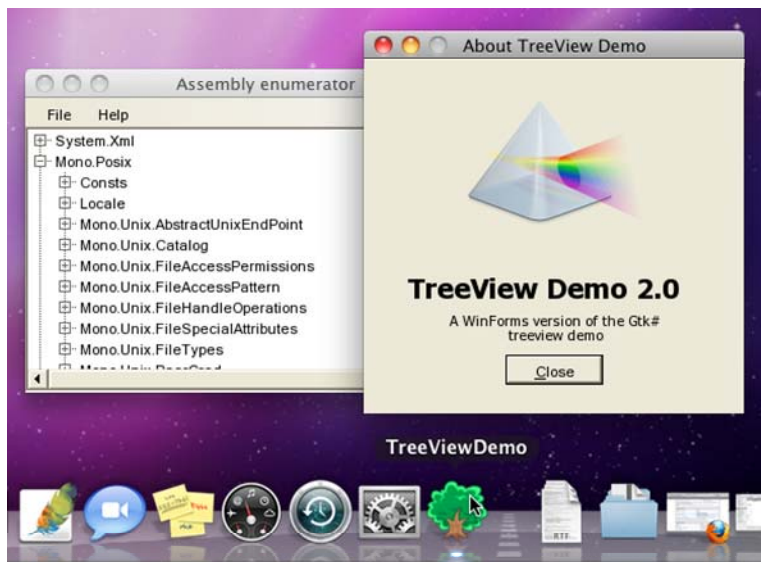 About TreeView Demo
Assembly enumerator
File Help
System.Xml
Mono.Posix
Consts
Locale
Mono.Unix.AbstractUnixEndPoint
Mono.Unix.Catalog
Mono.Unix.FileAccessPermissions
Mono.Unix.FileAccessPattern
Mono.Unix.FileHandleOperations
Mono.Unix.FileSpecialAttributes
Mono.Unix.FileTypes
TreeView Demo 2.0
A WinForms version of the Gtk#
treeview demo
Close
TreeViewDemo
RTF